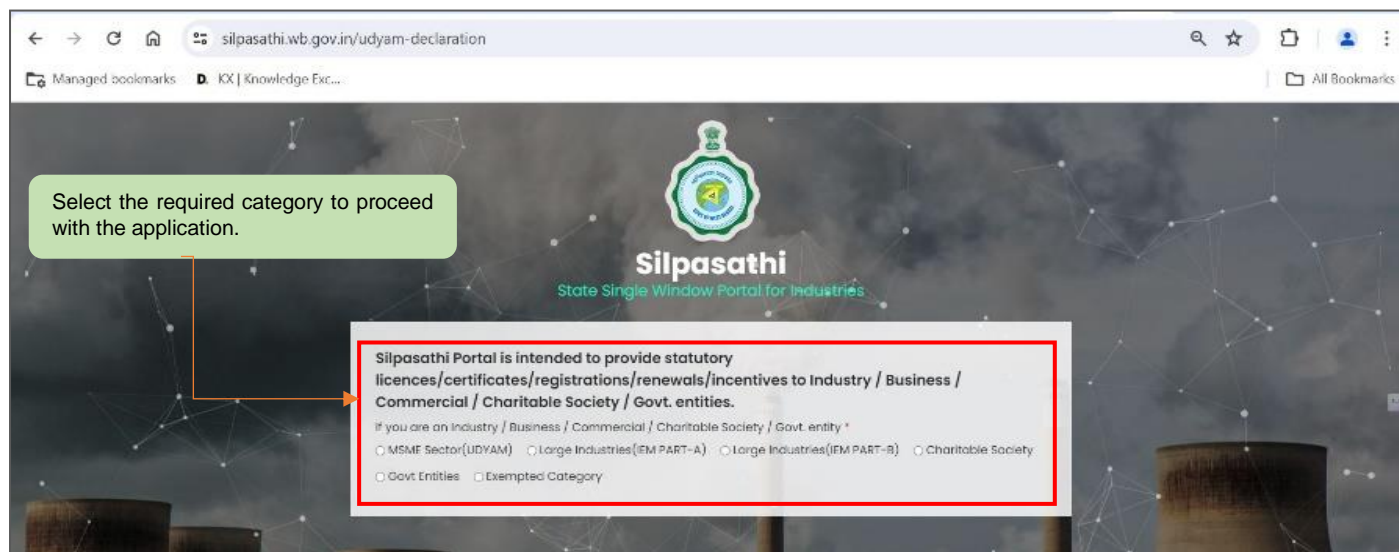 silpasathi.wb.gov.in/udyam-declaration
Managed bookmarks D. KX | Knowledge Exc... All Bookmarks
Select the required category to proceed
with the application.
Silpasathi
State Single Window Portal for Industries
Silpasathi Portal is intended to provide statutory
licences/certificates/registrations/renewals/incentives to Industry / Business /
Commercial / Charitable Society / Govt. entities.
If you are an Industry / Business / Commercial / Charitable Society / Govt. entity *
MSME Sector(UDYAM) Large Industries(IEM PART-A) Large Industries(IEM PART-B) Charitable Society
Govt Entities Exempted Category